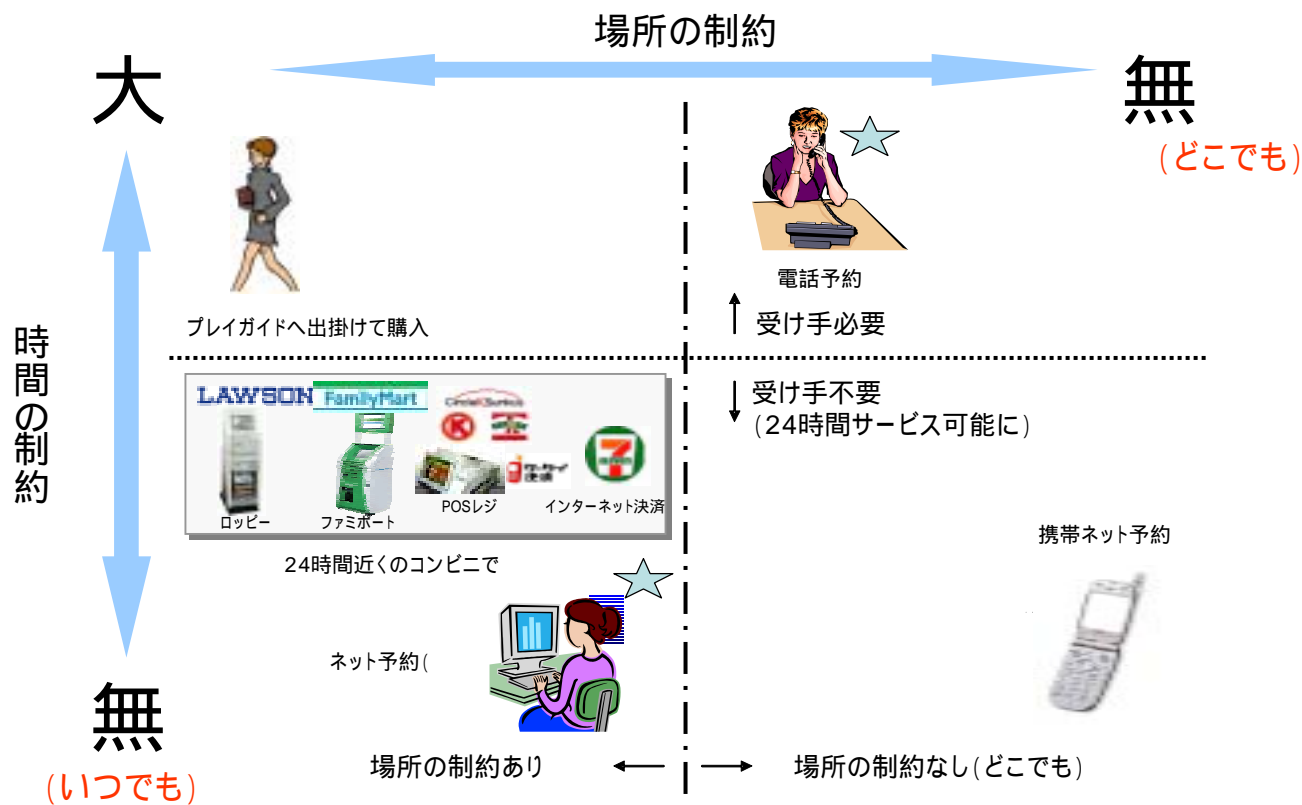 場所の制約
大
無
(どこでも)
電話予約
プレイガイドへ出掛けて購入
受け手必要
時間の制約
受け手不要
(24時間サービス可能に)
LAWSON
FamilyMart
K
7
ロッピー
ファミポート
POSレジ
インターネット決済
24時間近くのコンビニで
携帯ネット予約
ネット予約(
無
(いつでも)
場所の制約あり
場所の制約なし(どこでも)